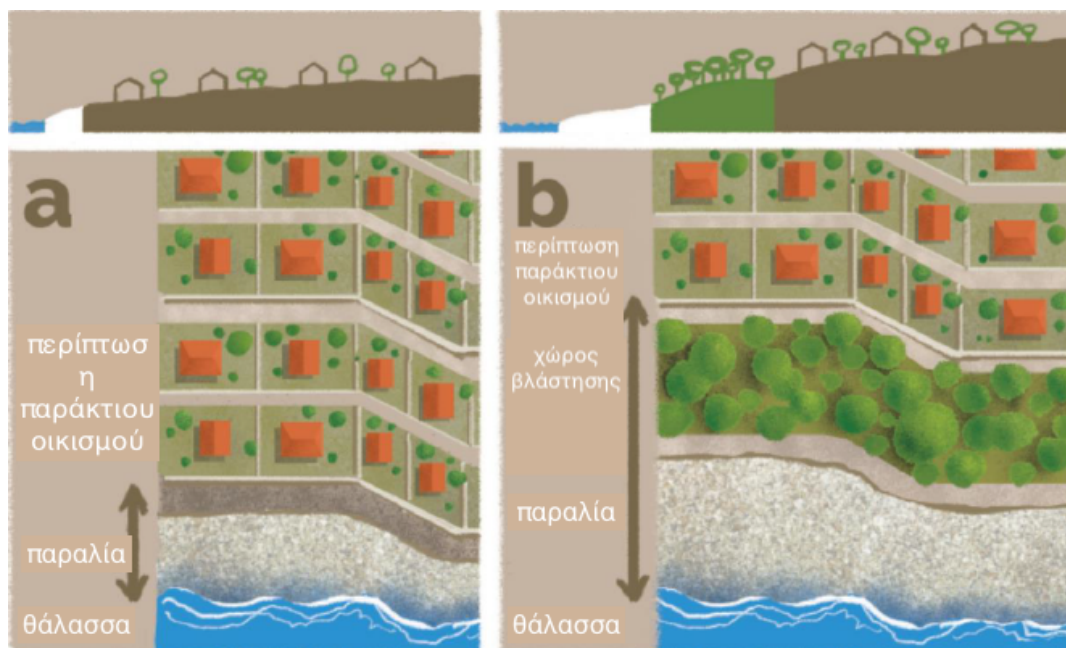 a
περίπτωσ
η
παράκτιου
οικισμού
παραλία
θάλασσα
b
περίπτωση
παράκτιου
οικισμού
χώρος
βλάστησης
παραλία
θάλασσα